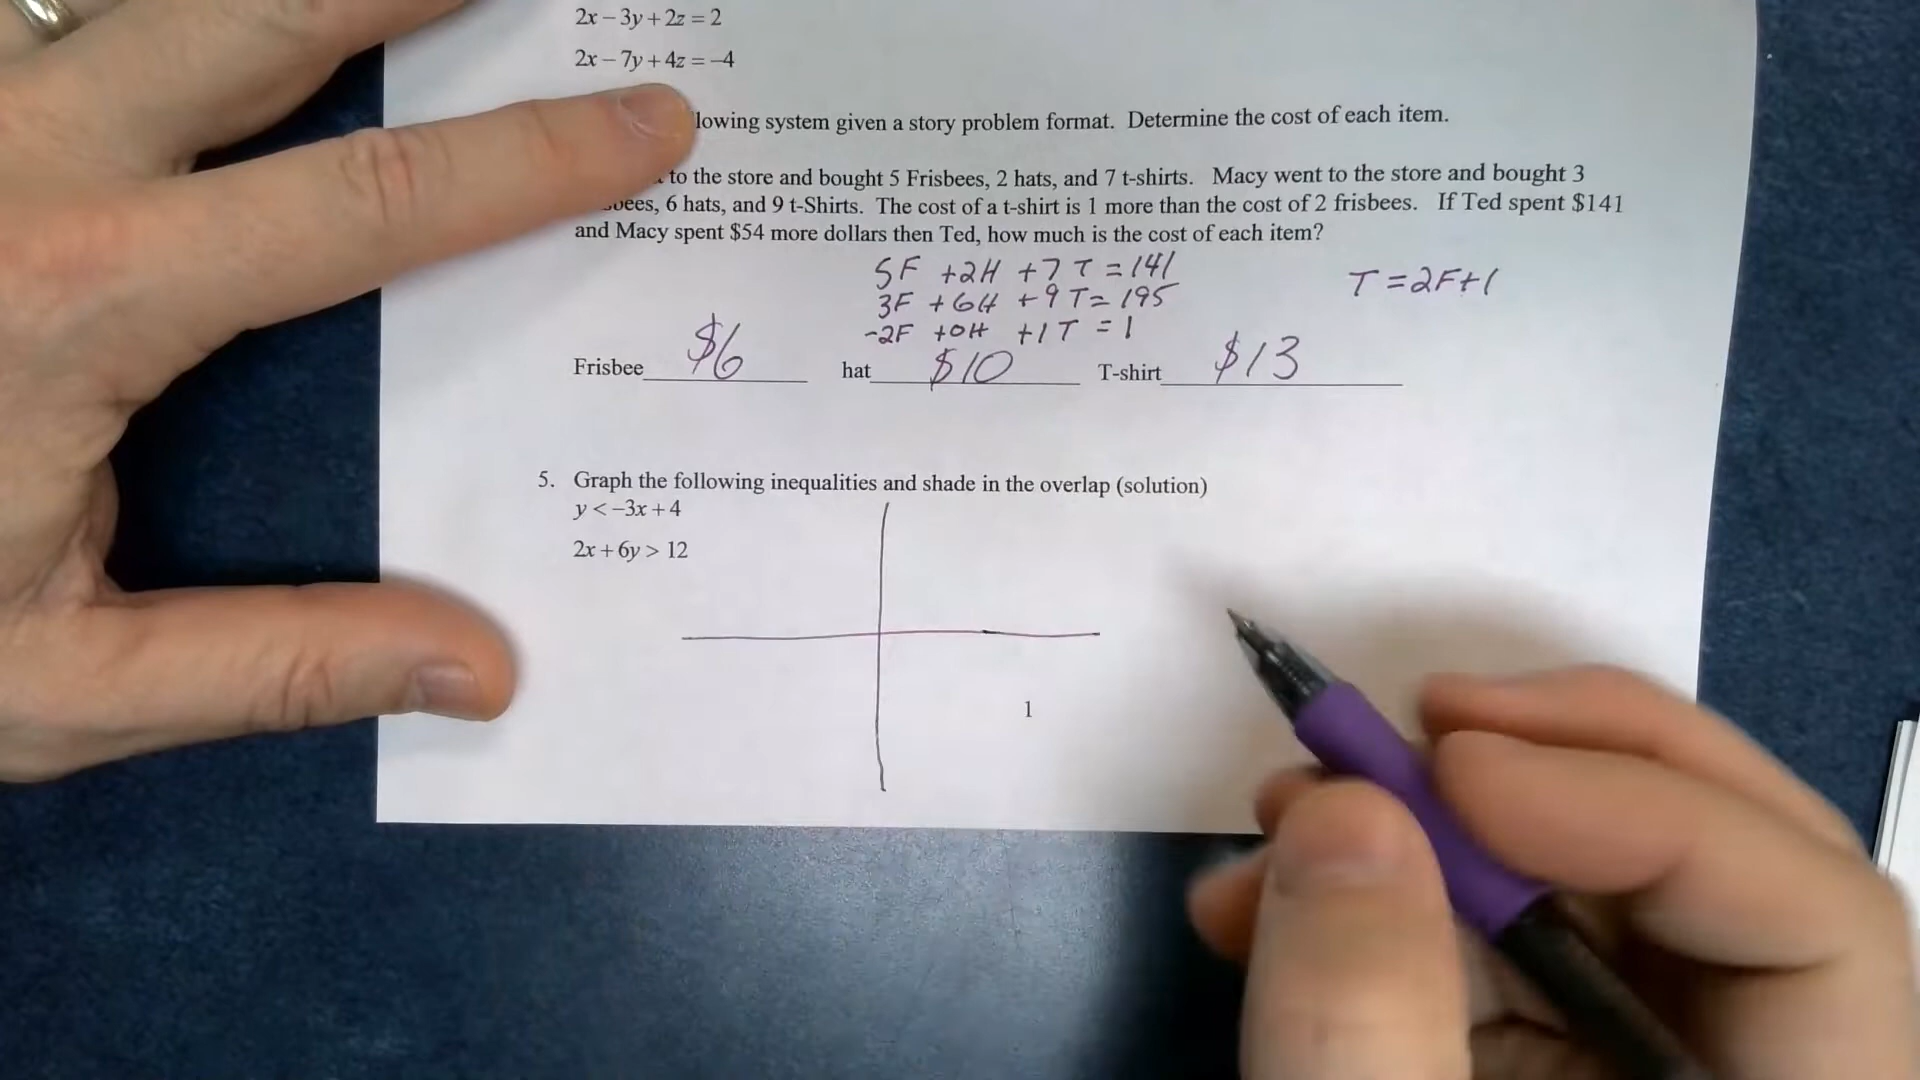 2x – 3y + 2z = 2
2x – 7y + 4z = –4
lowing system given a story problem format. Determine the cost of each item.
to the store and bought 5 Frisbees, 2 hats, and 7 t-shirts. Macy went to the store and bought 3
bees, 6 hats, and 9 t-Shirts. The cost of a t-shirt is 1 more than the cost of 2 frisbees. If Ted spent $141
and Macy spent $54 more dollars then Ted, how much is the cost of each item?
5F +2H +7T = 141
3F +6H +9T = 195
-2F +0H +1T = 1
T = 2F+1
Frisbee $6 hat $10 T-shirt $13
5. Graph the following inequalities and shade in the overlap (solution)
y < –3x + 4
2x + 6y > 12
1